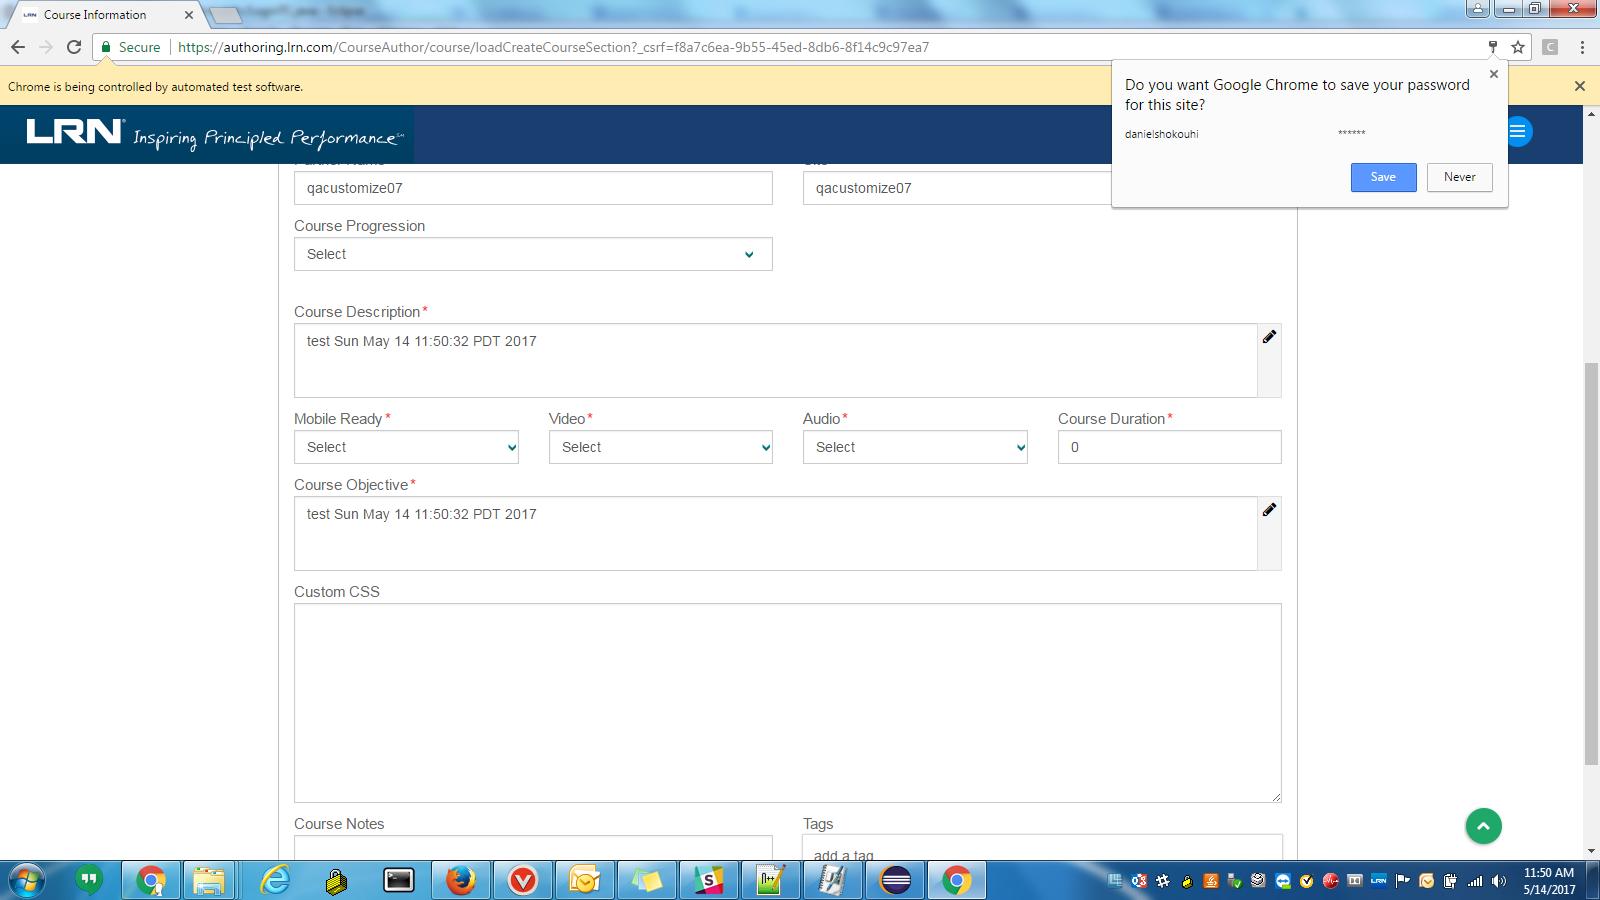 LRN Course Information
Secure https://authoring.lrn.com/CourseAuthor/course/loadCreateCourseSection?_csrf=f8a7c6ea-9b55-45ed-8db6-8f14c9c97ea7
C
Chrome is being controlled by automated test software.
Do you want Google Chrome to save your password
for this site?
danielshokouhi ******
Save Never
LRN Inspiring Principled Performance
qacustomize07 qacustomize07
Course Progression
Select
Course Description*
test Sun May 14 11:50:32 PDT 2017
Mobile Ready* Video* Audio* Course Duration*
Select Select Select 0
Course Objective*
test Sun May 14 11:50:32 PDT 2017
Custom CSS
Course Notes Tags
add a tag
LRN
11:50 AM
5/14/2017